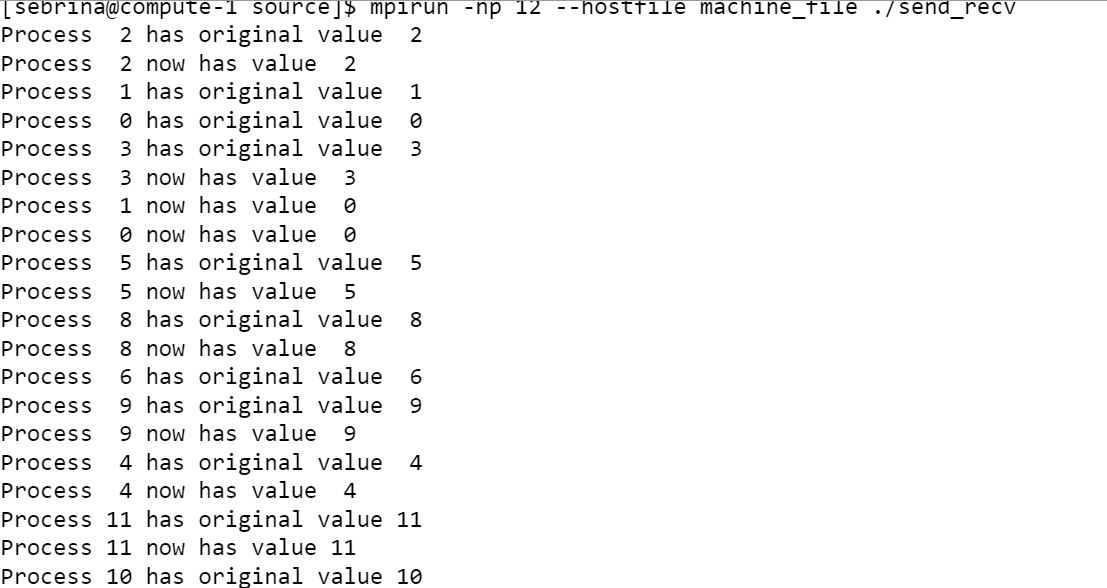 [sebrina@compute-1 source]$ mpirun -np 12 --hostfile machine_file ./send_recv
Process  2 has original value  2
Process  2 now has value  2
Process  1 has original value  1
Process  0 has original value  0
Process  3 has original value  3
Process  3 now has value  3
Process  1 now has value  0
Process  0 now has value  0
Process  5 has original value  5
Process  5 now has value  5
Process  8 has original value  8
Process  8 now has value  8
Process  6 has original value  6
Process  9 has original value  9
Process  9 now has value  9
Process  4 has original value  4
Process  4 now has value  4
Process 11 has original value 11
Process 11 now has value 11
Process 10 has original value 10